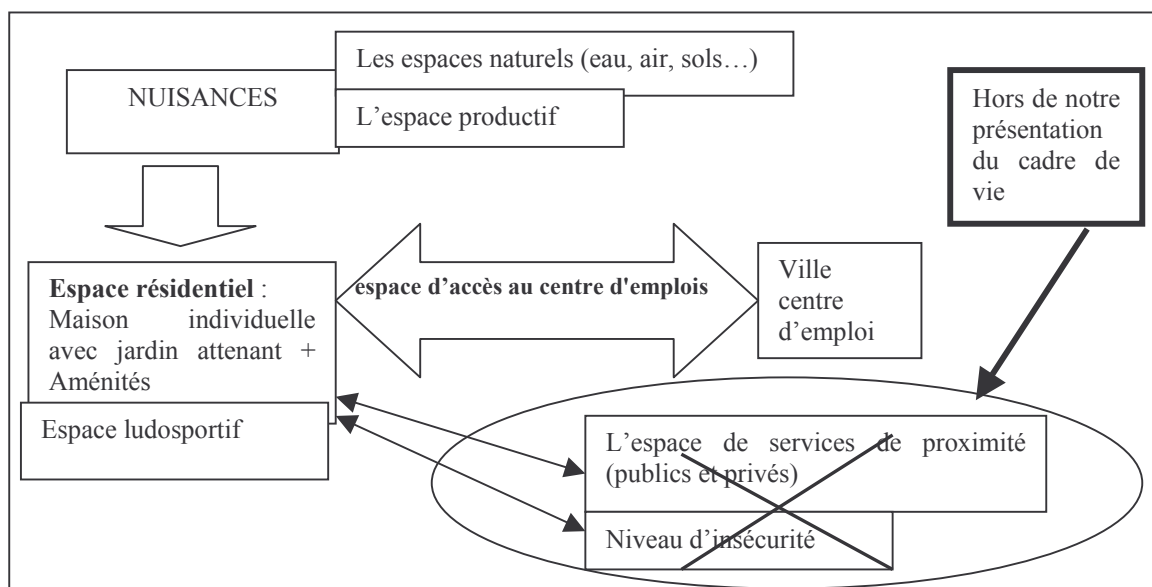 Les espaces naturels (eau, air, sols…)
NUISANCES
L’espace productif
Hors de notre
présentation
du cadre de
vie
espace d’accès au centre d'emplois
Ville
centre
d’emploi
Espace résidentiel :
Maison individuelle
avec jardin attenant +
Aménités
Espace ludosportif
L’espace de services de proximité
(publics et privés)
Niveau d’insécurité